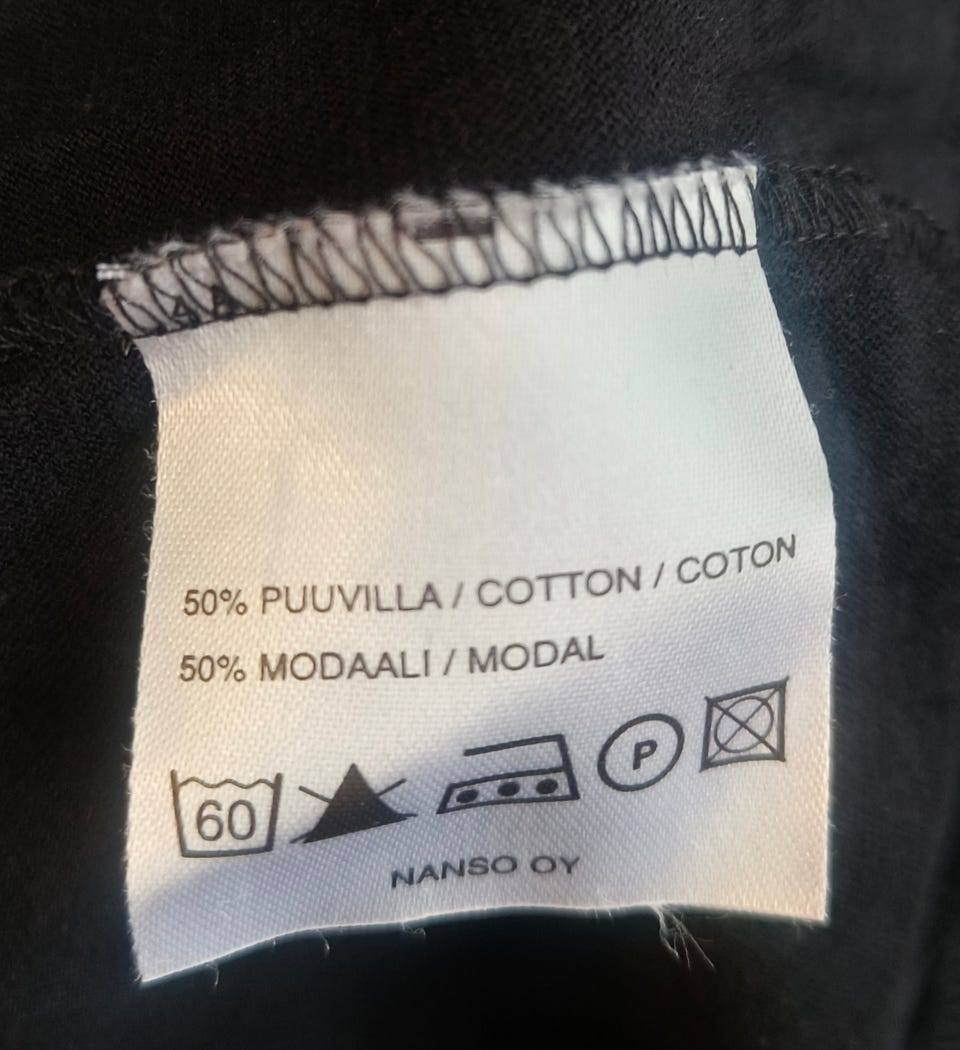 50% PUUVILLA / COTTON / COTON
50% MODAALI / MODAL
60 P
NANSO OY